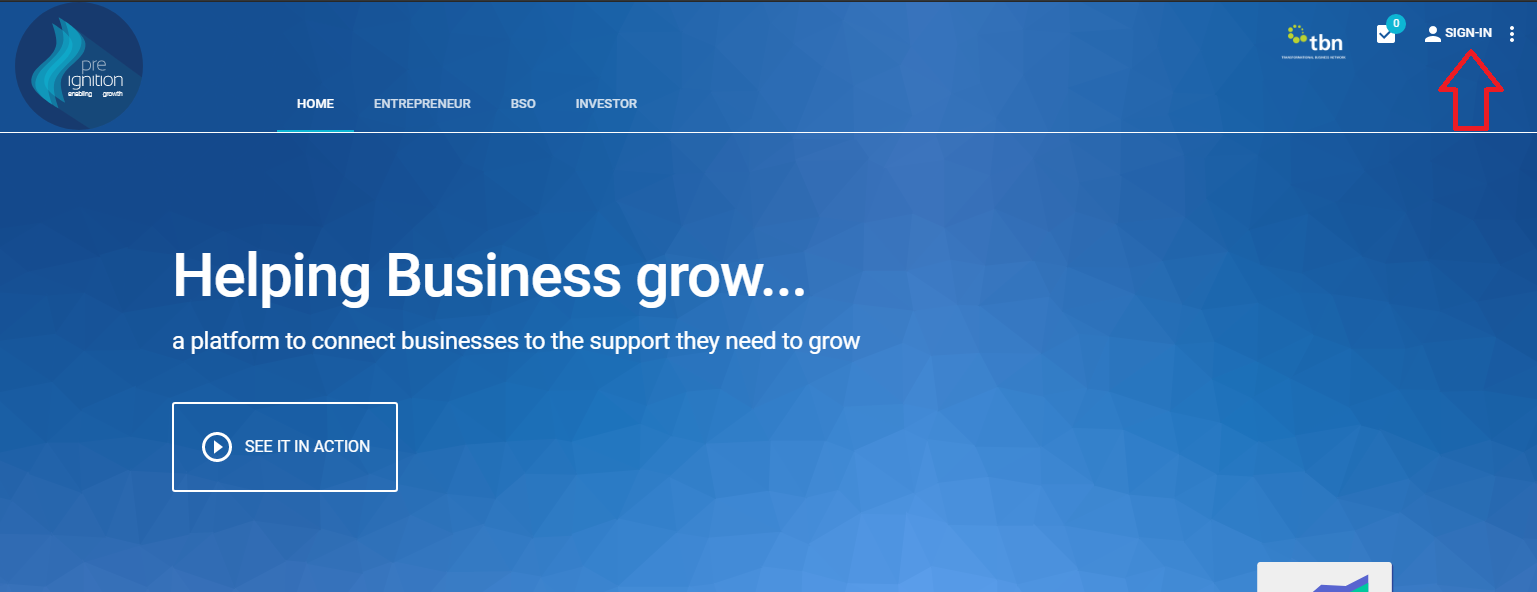 pre
ignition
enabling growth
HOME ENTREPRENEUR BSO INVESTOR
tbn
TRANSFORMATIONAL BUSINESS NETWORK
0
SIGN-IN
Helping Business grow...
a platform to connect businesses to the support they need to grow
SEE IT IN ACTION